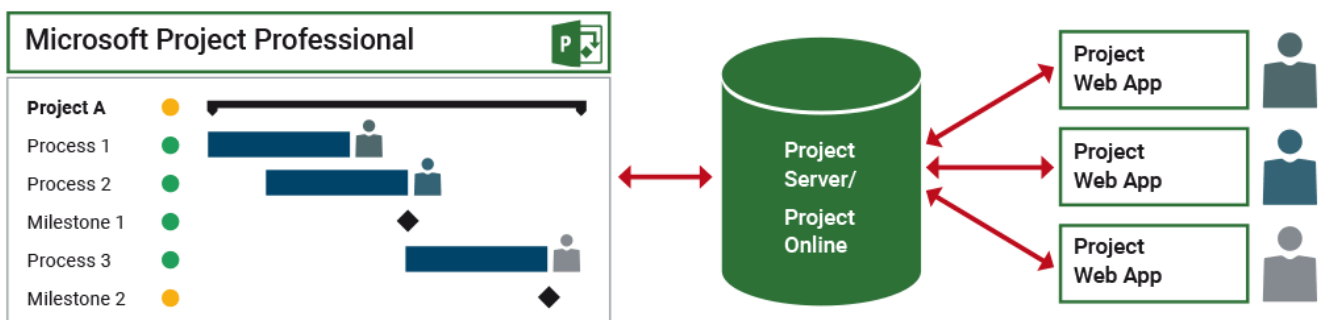 Microsoft Project Professional
P
Project A
Process 1
Process 2
Milestone 1
Process 3
Milestone 2
Project
Server/
Project
Online
Project
Web App
Project
Web App
Project
Web App